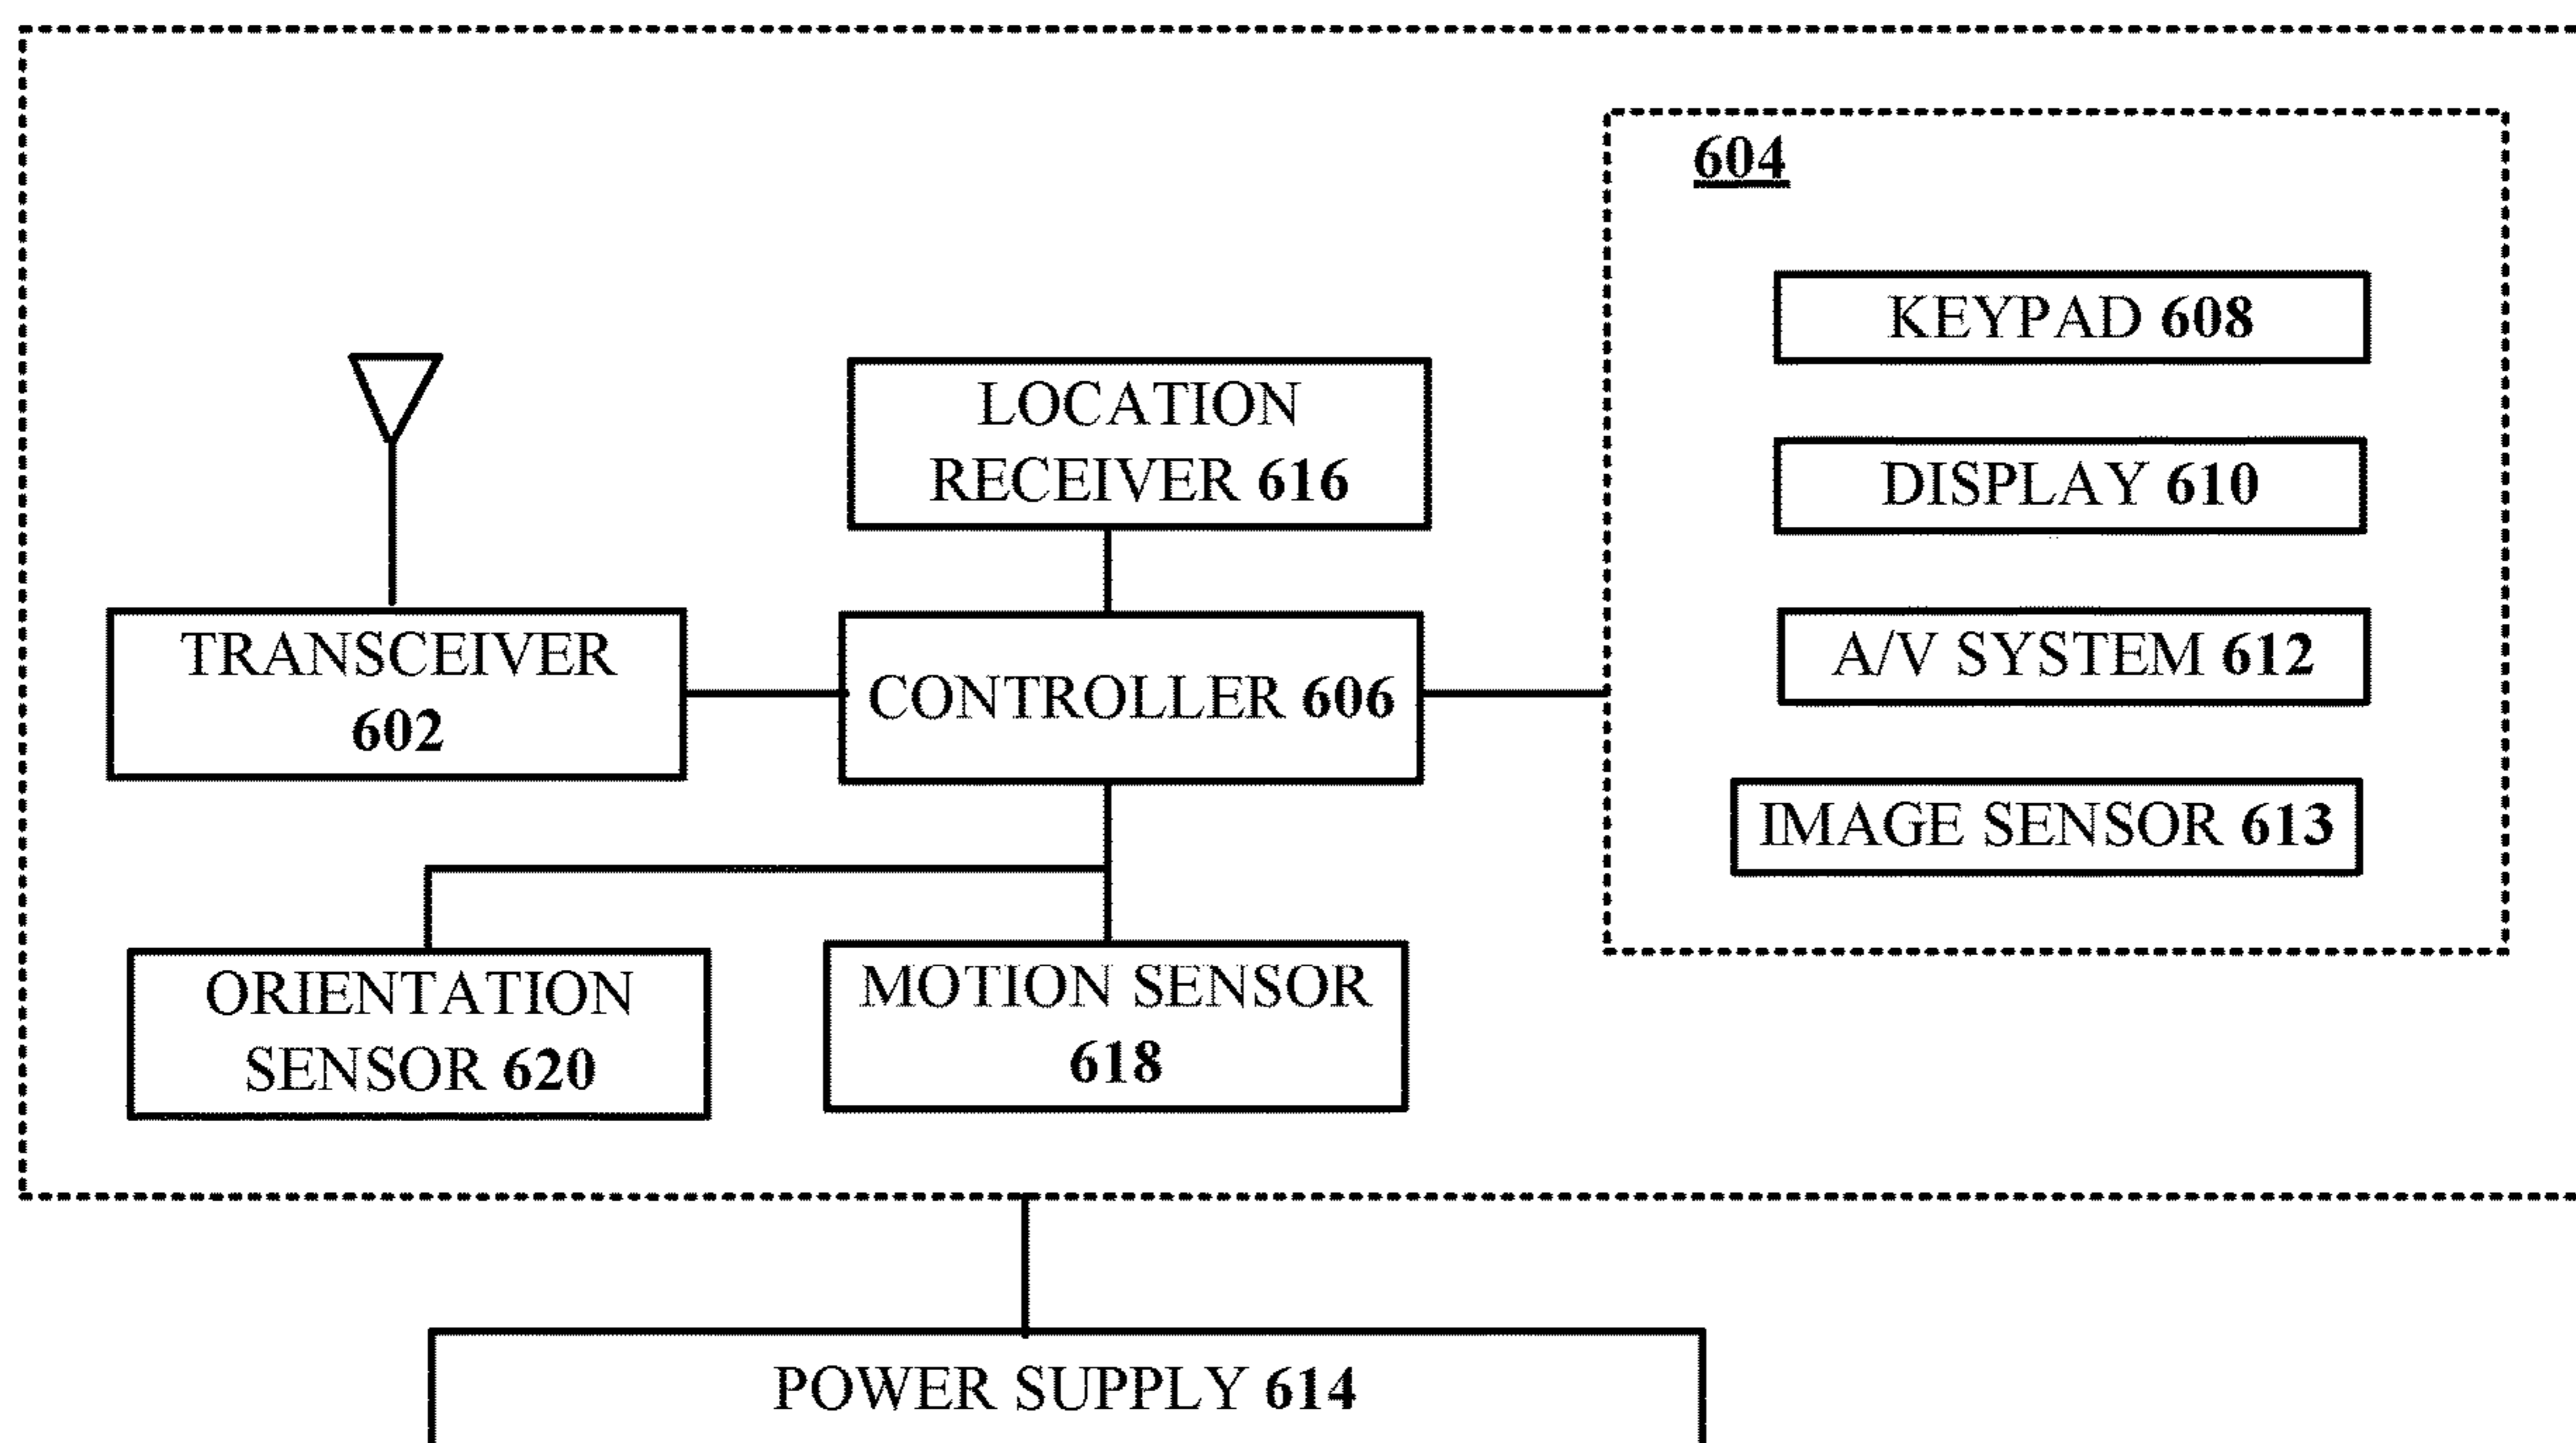 604
KEYPAD 608
DISPLAY 610
A/V SYSTEM 612
IMAGE SENSOR 613
LOCATION
RECEIVER 616
TRANSCEIVER
602
CONTROLLER 606
ORIENTATION
SENSOR 620
MOTION SENSOR
618
POWER SUPPLY 614